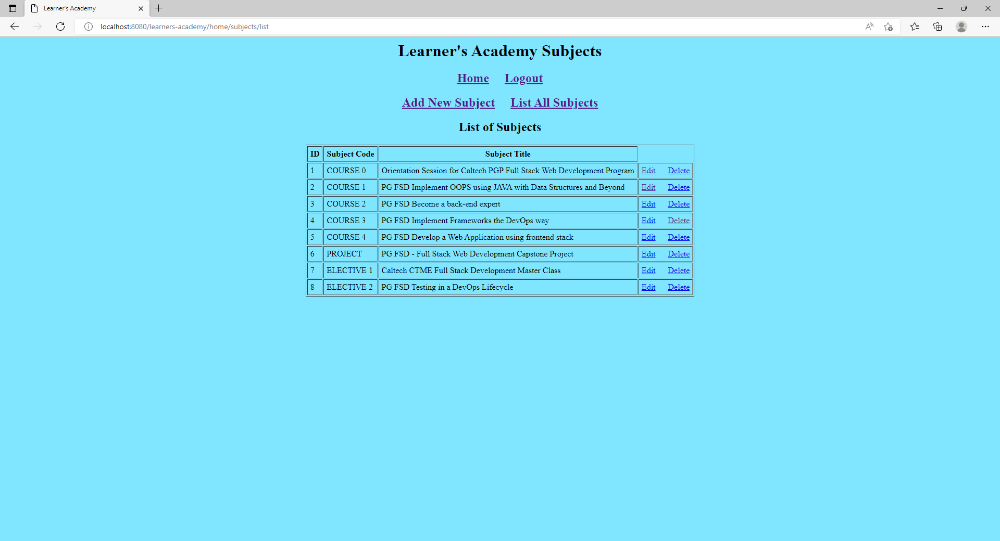 Learner's Academy
localhost:8080/learners-academy/home/subjects/list
Learner's Academy Subjects
Home Logout
Add New Subject List All Subjects
List of Subjects
ID Subject Code Subject Title
1 COURSE 0 Orientation Session for Caltech PGP Full Stack Web Development Program Edit Delete
2 COURSE 1 PG FSD Implement OOPS using JAVA with Data Structures and Beyond Edit Delete
3 COURSE 2 PG FSD Become a back-end expert Edit Delete
4 COURSE 3 PG FSD Implement Frameworks the DevOps way Edit Delete
5 COURSE 4 PG FSD Develop a Web Application using frontend stack Edit Delete
6 PROJECT PG FSD - Full Stack Web Development Capstone Project Edit Delete
7 ELECTIVE 1 Caltech CTME Full Stack Development Master Class Edit Delete
8 ELECTIVE 2 PG FSD Testing in a DevOps Lifecycle Edit Delete